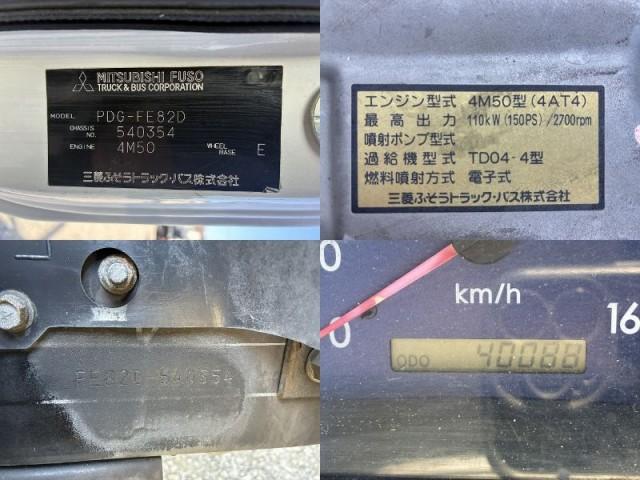 MITSUBISHI FUSO
TRUCK & BUS CORPORATION
MODEL PDG-FE82D
CHASSIS NO. 540354
ENGINE 4M50 WHEEL BASE E
三菱ふそうトラック・バス株式会社
エンジン型式 4M50型(4AT4)
最高出力 110kW(150PS)/2700rpm
噴射ポンプ型式
過給機型式 TD04-4型
燃料噴射方式 電子式
三菱ふそうトラック・バス株式会社
FE82D-540354
0
km/h
0
16
ODO 40088